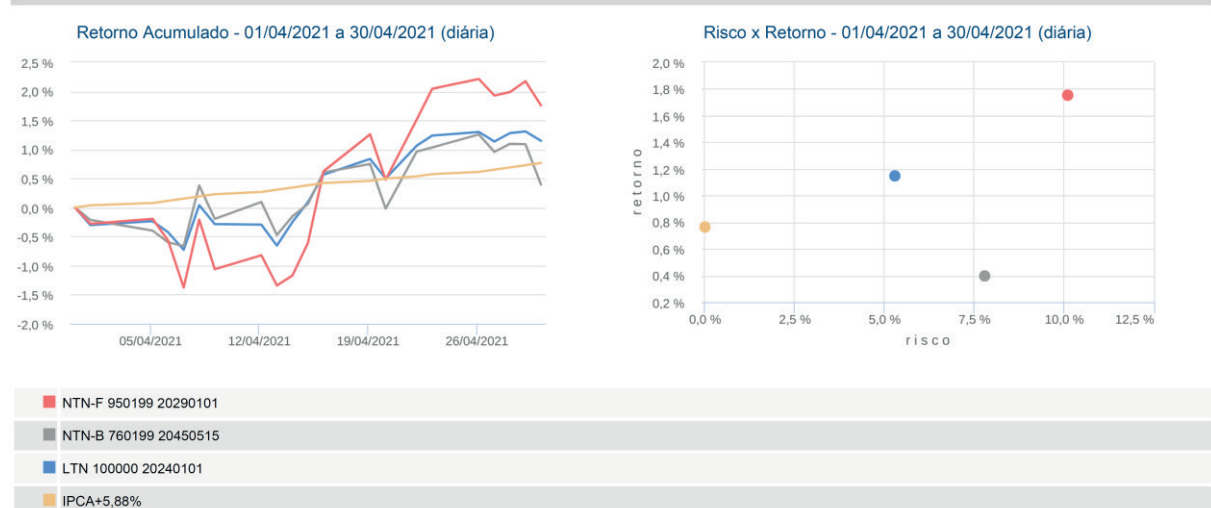 Retorno Acumulado - 01/04/2021 a 30/04/2021 (diária)
2,5 %
2,0 %
1,5 %
1,0 %
0,5 %
0,0 %
-0,5 %
-1,0 %
-1,5 %
-2,0 %
05/04/2021 12/04/2021 19/04/2021 26/04/2021
Risco x Retorno - 01/04/2021 a 30/04/2021 (diária)
retorno
2,0 %
1,8 %
1,6 %
1,4 %
1,2 %
1,0 %
0,8 %
0,6 %
0,4 %
0,2 %
0,0 % 2,5 % 5,0 % 7,5 % 10,0 % 12,5 %
risco
NTN-F 950199 20290101
NTN-B 760199 20450515
LTN 100000 20240101
IPCA+5,88%